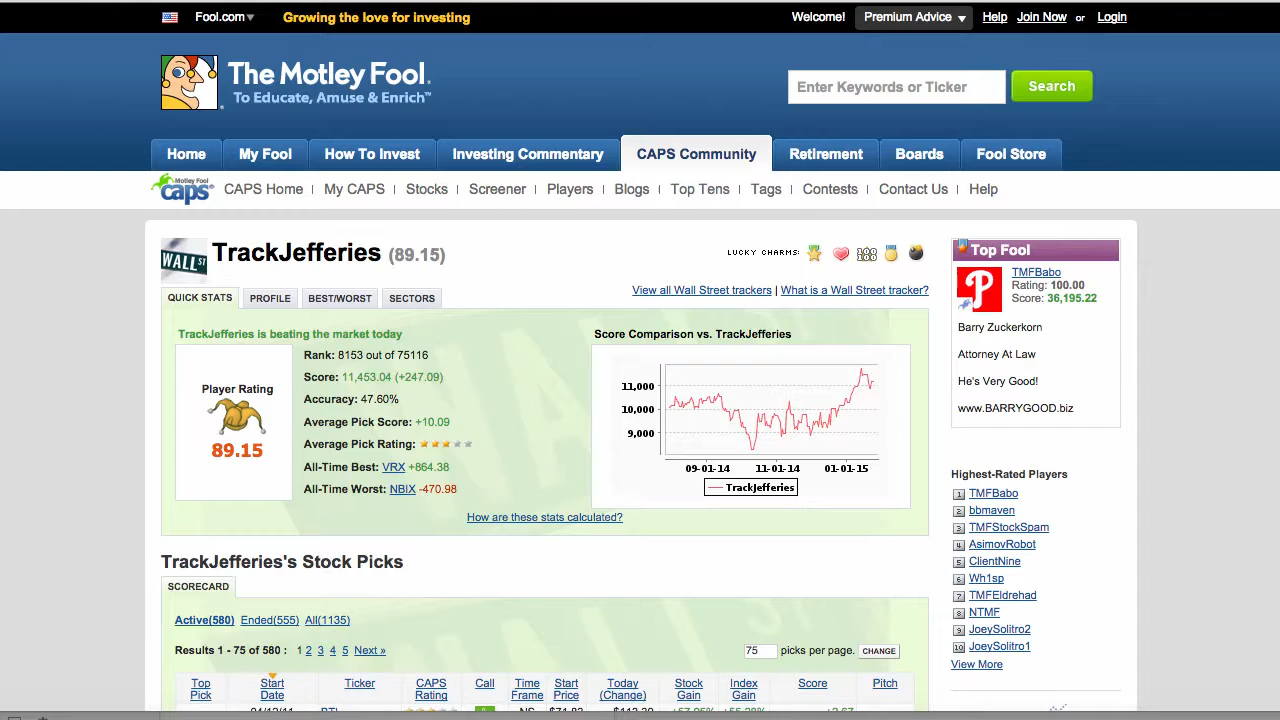 Fool.com Growing the love for investing Welcome! Premium Advice Help Join Now or Login
The Motley Fool.
To Educate, Amuse & Enrich™
Enter Keywords or Ticker Search
Home My Fool How To Invest Investing Commentary CAPS Community Retirement Boards Fool Store
Motley Fool caps CAPS Home | My CAPS | Stocks | Screener | Players | Blogs | Top Tens | Tags | Contests | Contact Us | Help
WALL ST
TrackJefferies (89.15)
LUCKY CHARMS:
QUICK STATS PROFILE BEST/WORST SECTORS
View all Wall Street trackers | What is a Wall Street tracker?
TrackJefferies is beating the market today
Player Rating
89.15
Rank: 8153 out of 75116
Score: 11,453.04 (+247.09)
Accuracy: 47.60%
Average Pick Score: +10.09
Average Pick Rating:
All-Time Best: VRX +864.38
All-Time Worst: NBIX -470.98
Score Comparison vs. TrackJefferies
11,000
10,000
9,000
09-01-14 11-01-14 01-01-15
TrackJefferies
How are these stats calculated?
TrackJefferies's Stock Picks
SCORECARD
Active(580) Ended(555) All(1135)
Results 1 - 75 of 580 : 1 2 3 4 5 Next »
75 picks per page. CHANGE
Top Pick Start Date Ticker CAPS Rating Call Time Frame Start Price Today (Change) Stock Gain Index Gain Score Pitch
Top Fool
TMFBabo
Rating: 100.00
Score: 36,195.22
Barry Zuckerkorn
Attorney At Law
He's Very Good!
www.BARRYGOOD.biz
Highest-Rated Players
1 TMFBabo
2 bbmaven
3 TMFStockSpam
4 AsimovRobot
5 ClientNine
6 Wh1sp
7 TMFEldrehad
8 NTMF
9 JoeySolitro2
10 JoeySolitro1
View More